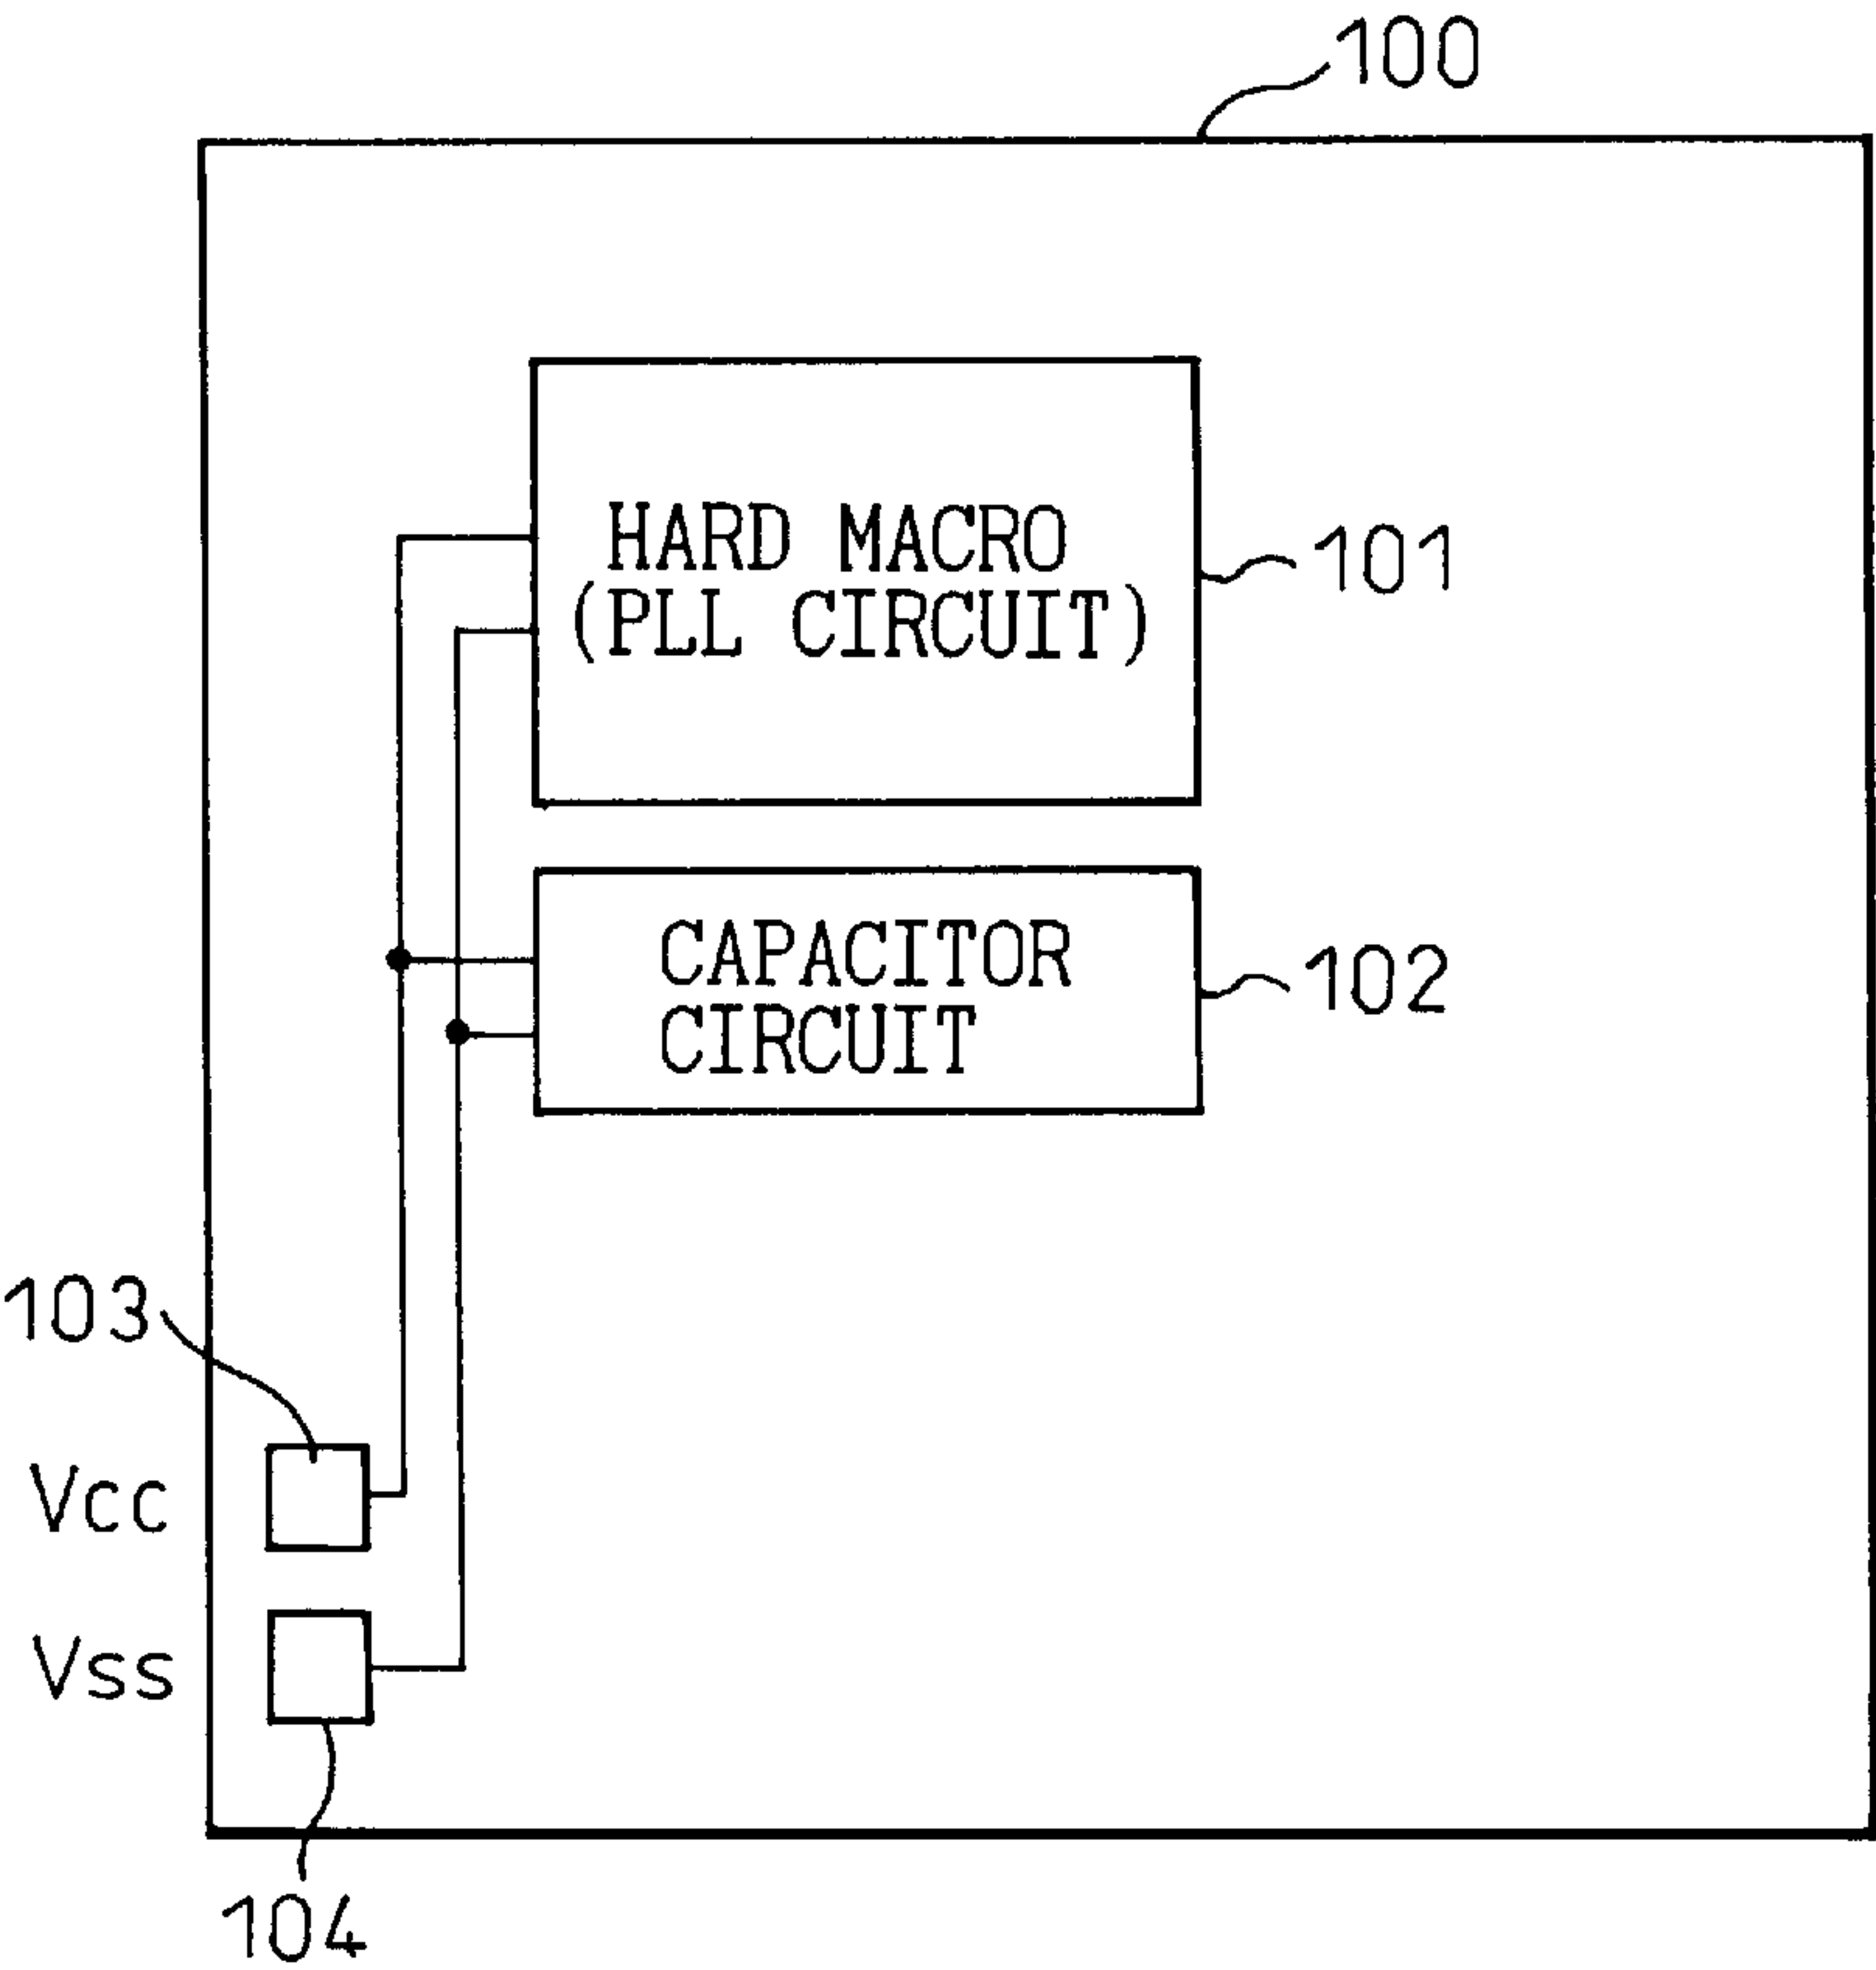 100
HARD MACRO
(PLL CIRCUIT)
101
CAPACITOR
CIRCUIT
102
103
Vcc
Vss
104